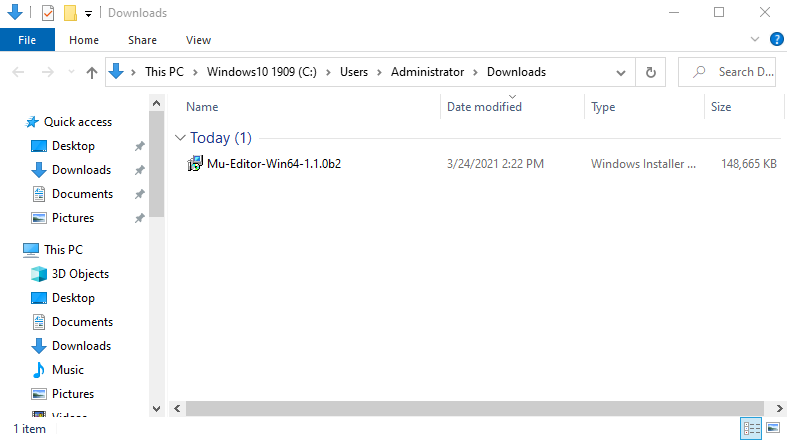 Downloads
File Home Share View
This PC Windows10 1909 (C:) Users Administrator Downloads Search D...
Name Date modified Type Size
Quick access
Today (1)
Desktop
Mu-Editor-Win64-1.1.0b2 3/24/2021 2:22 PM Windows Installer ... 148,665 KB
Downloads
Documents
Pictures
This PC
3D Objects
Desktop
Documents
Downloads
Music
Pictures
Videos
1 item